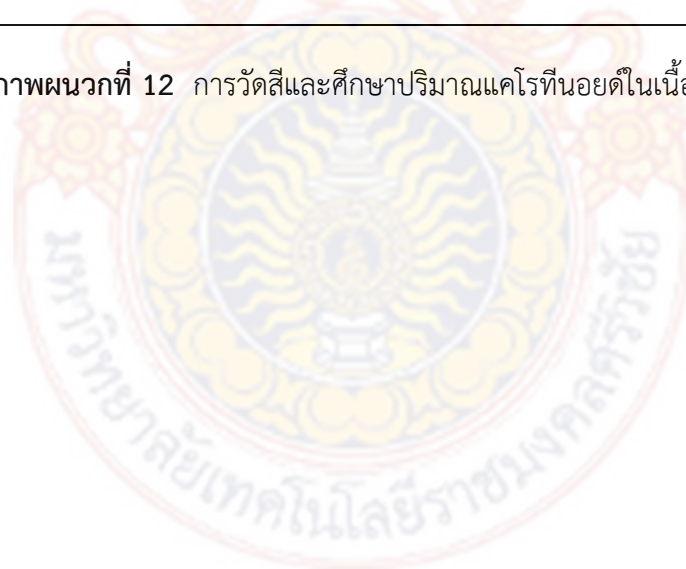 ภาพผนวกที่ 12 การวัดสีและศึกษาปริมาณแคโรทีนอยด์ในเนื้อ
มหาวิทยาลัยเทคโนโลยีราชมงคลศรีวิชัย